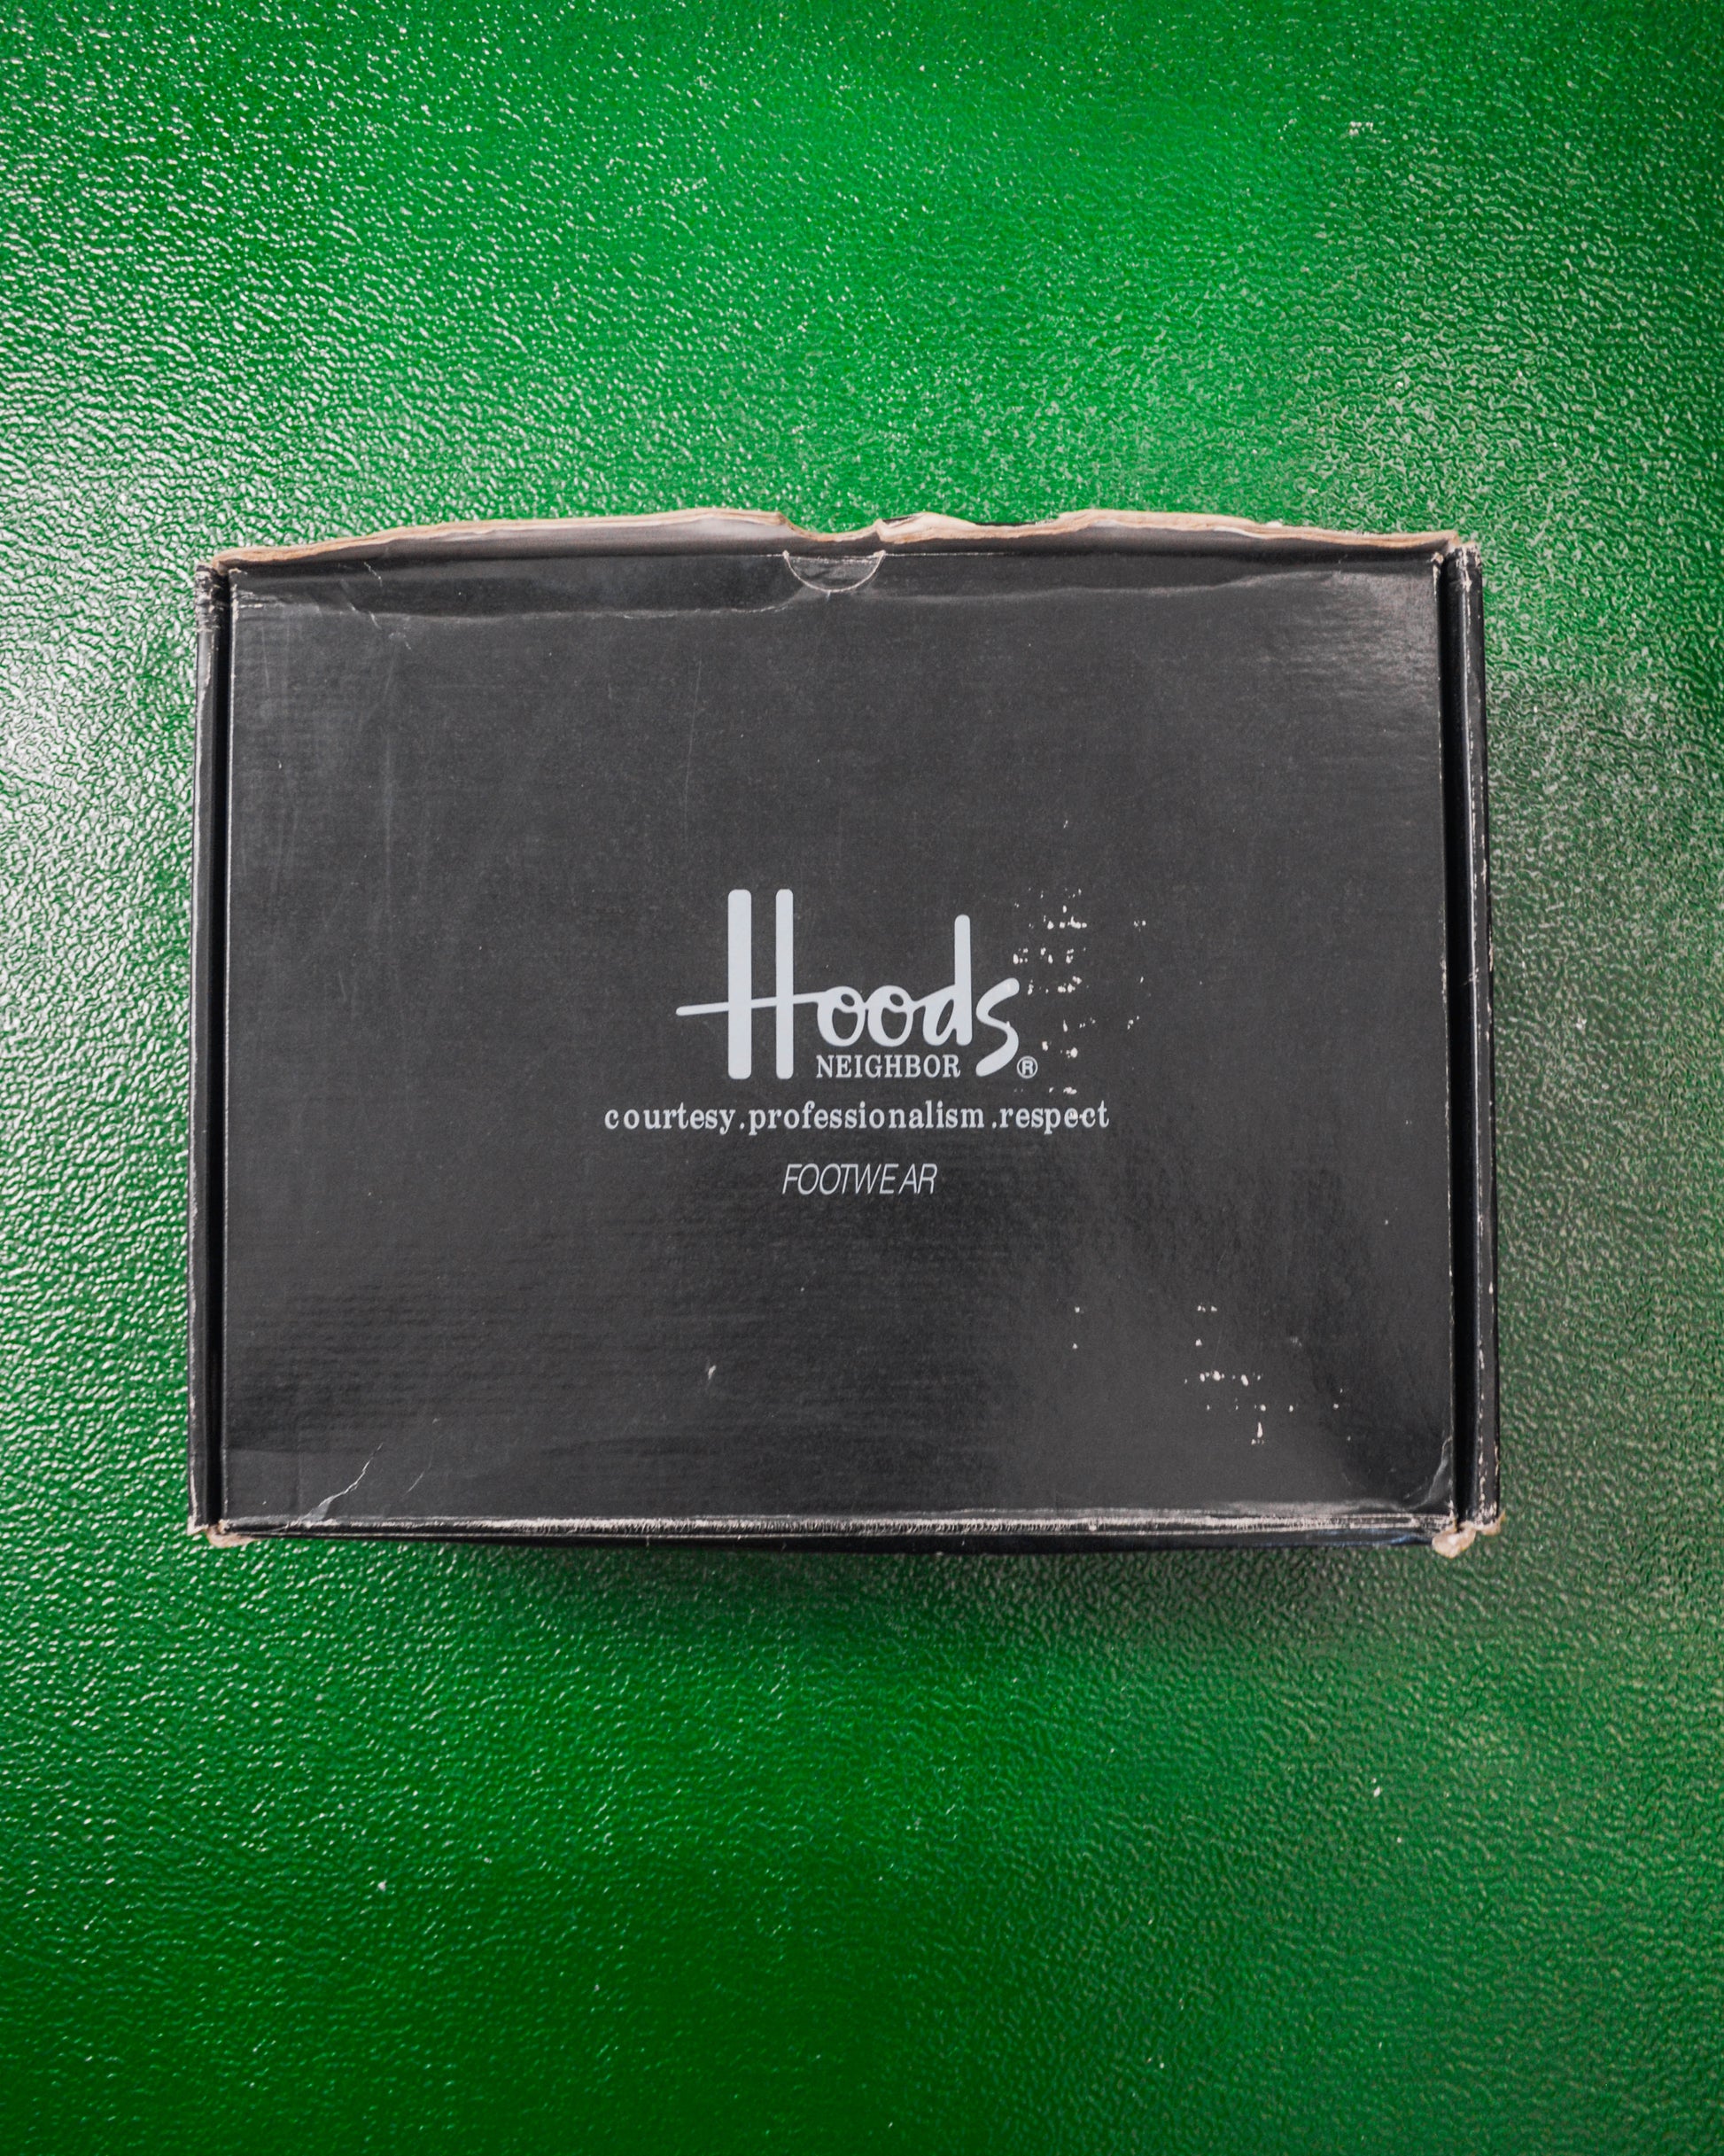 Hoods
NEIGHBOR ®
courtesy.professionalism.respect
FOOTWEAR